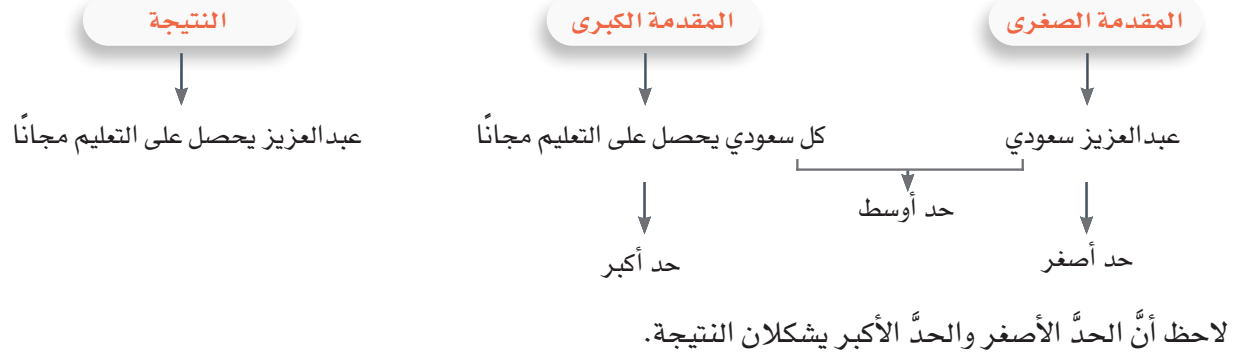 المقدمة الصغرى
المقدمة الكبرى
النتيجة
عبدالعزيز سعودي
كل سعودي يحصل على التعليم مجانًا
عبدالعزيز يحصل على التعليم مجانًا
حد أوسط
حد أصغر
حد أكبر
لاحظ أنَّ الحدَّ الأصغر والحدَّ الأكبر يشكلان النتيجة.